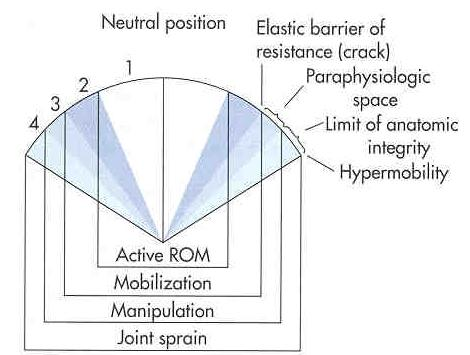 Neutral position
Elastic barrier of
resistance (crack)
Paraphysiologic
space
Limit of anatomic
integrity
Hypermobility
1
2
3
4
Active ROM
Mobilization
Manipulation
Joint sprain